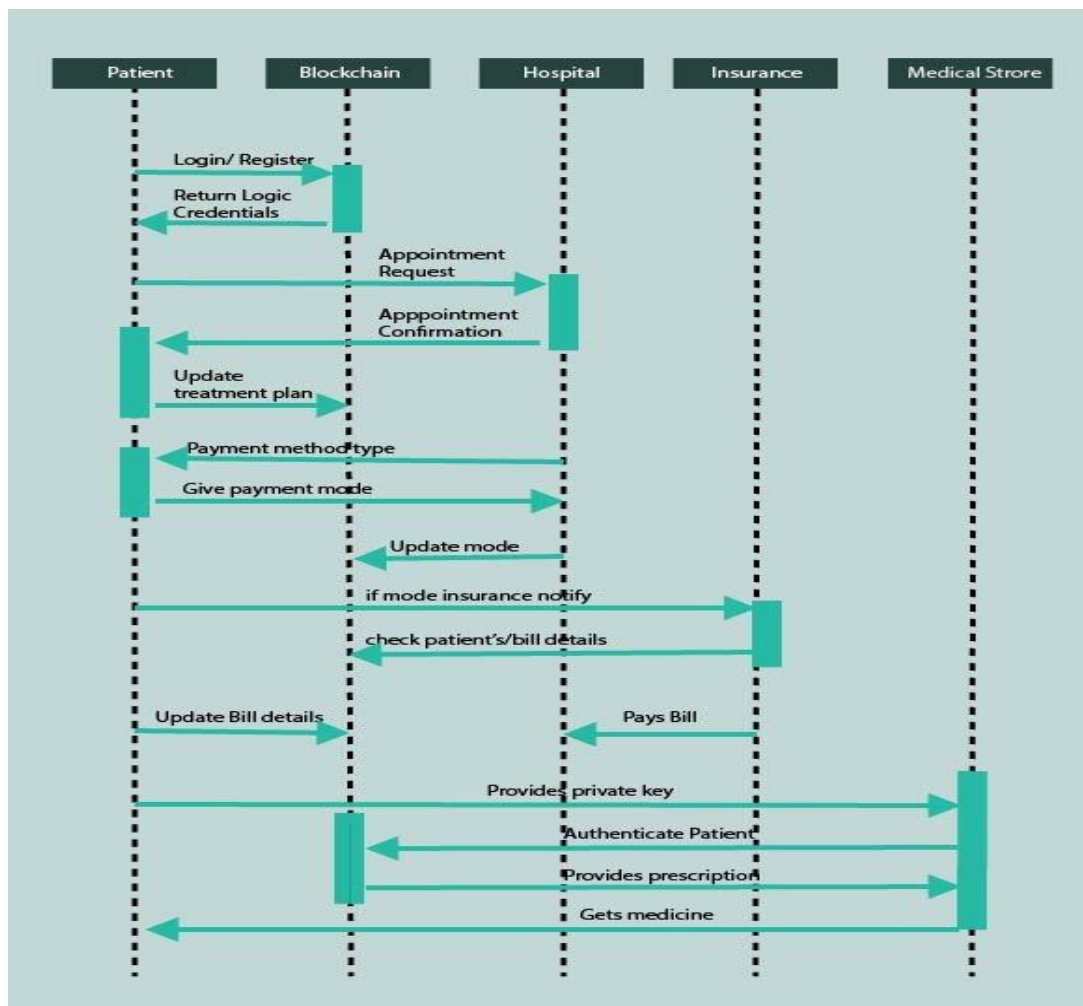 Patient
Blockchain
Hospital
Insurance
Medical Strore
Login/ Register
Return Logic
Credentials
Appointment
Request
Apppointment
Confirmation
Update
treatment plan
Payment method type
Give payment mode
Update mode
if mode insurance notify
check patient's/bill details
Update Bill details
Pays Bill
Provides private key
Authenticate Patient
Provides prescription
Gets medicine